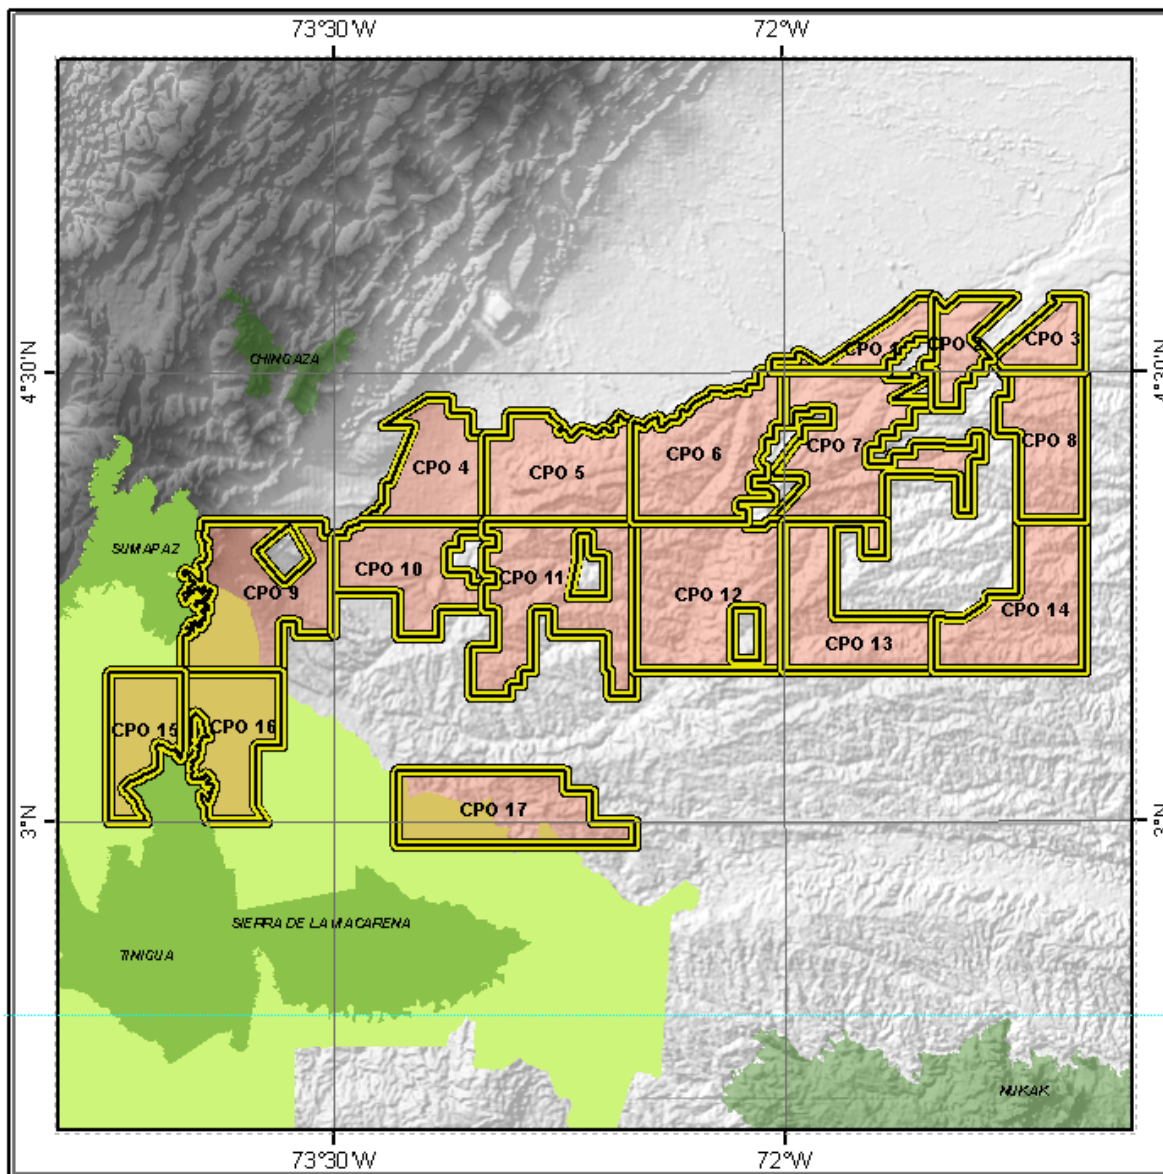 73°30'W 72°W
CPO 3
CPO 1
CHINGAZA
4°30'N 4°30'N
CPO 8
CPO 7
CPO 6
CPO 4
CPO 5
SUMAPAZ
CPO 10
CPO 11
CPO 9
CPO 12
CPO 14
CPO 13
CPO 15
CPO 16
CPO 17
3°N 3°N
SIERRA DE LA MACARENA
TINIGUA
NUKAK
73°30'W 72°W